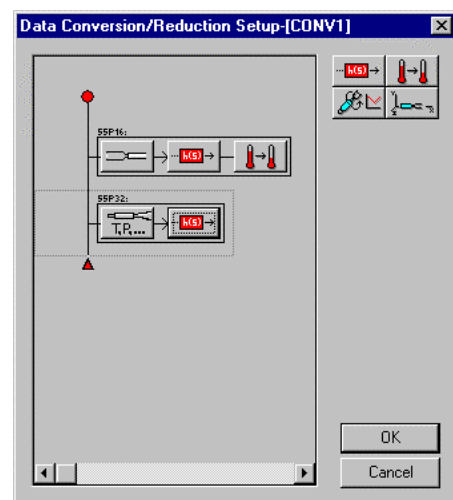 Data Conversion/Reduction Setup-[CONV1]
h(s)
55P16:
h(s)
55P32:
T,P,...
h(s)
OK
Cancel